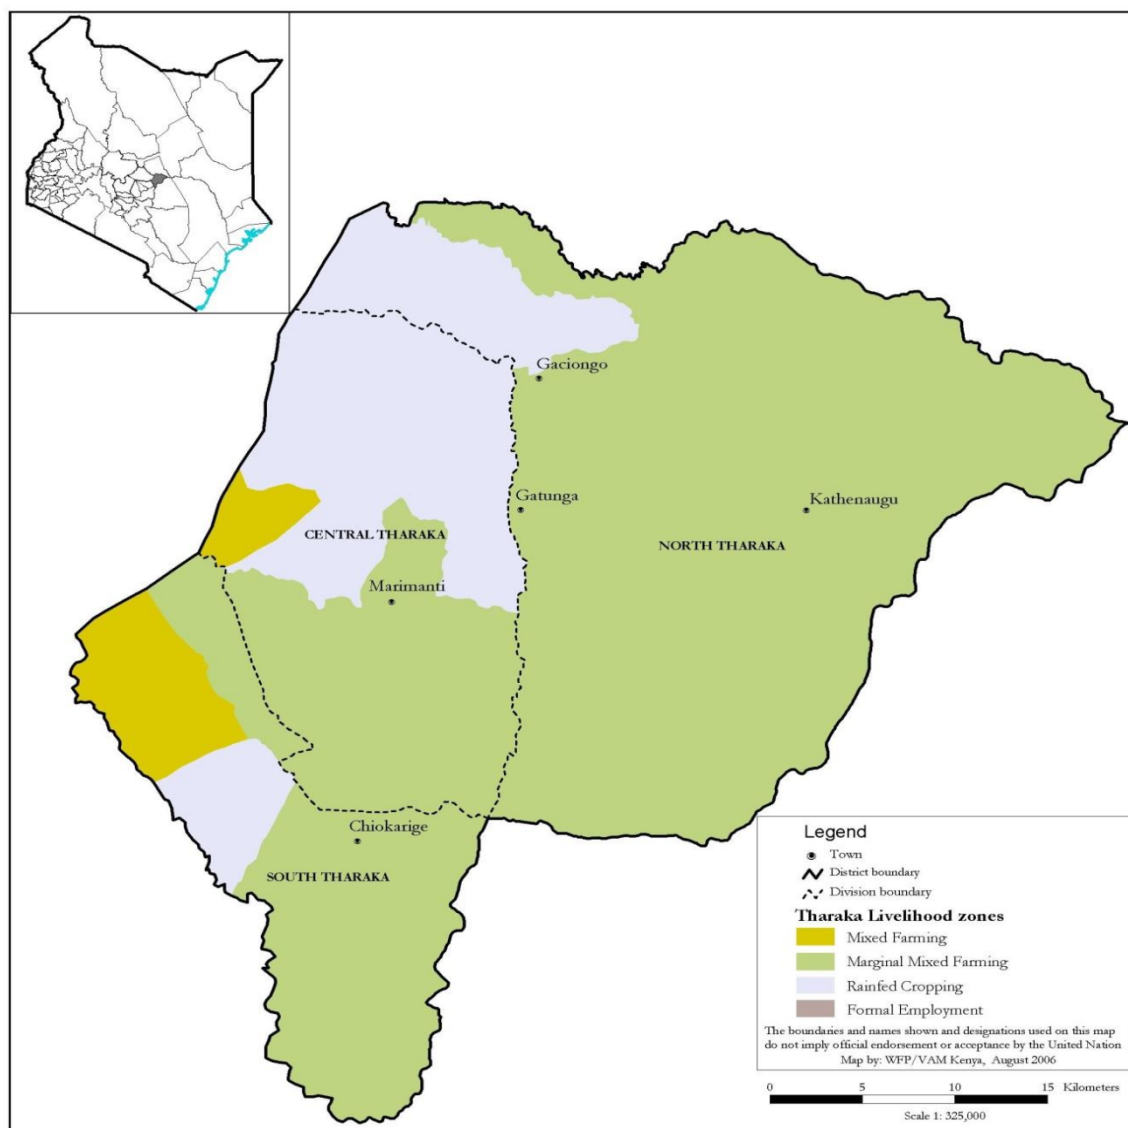 Gaciongo
Gatunga
Kathenaugu
CENTRAL THARAKA
NORTH THARAKA
Marimanti
Chiokarige
SOUTH THARAKA
Legend
Town
District boundary
Division boundary
Tharaka Livelihood zones
Mixed Farming
Marginal Mixed Farming
Rainfed Cropping
Formal Employment
The boundaries and names shown and designations used on this map
do not imply official endorsement or acceptance by the United Nation
Map by: WFP/VAM Kenya, August 2006
0 5 10 15 Kilometers
Scale 1: 325,000